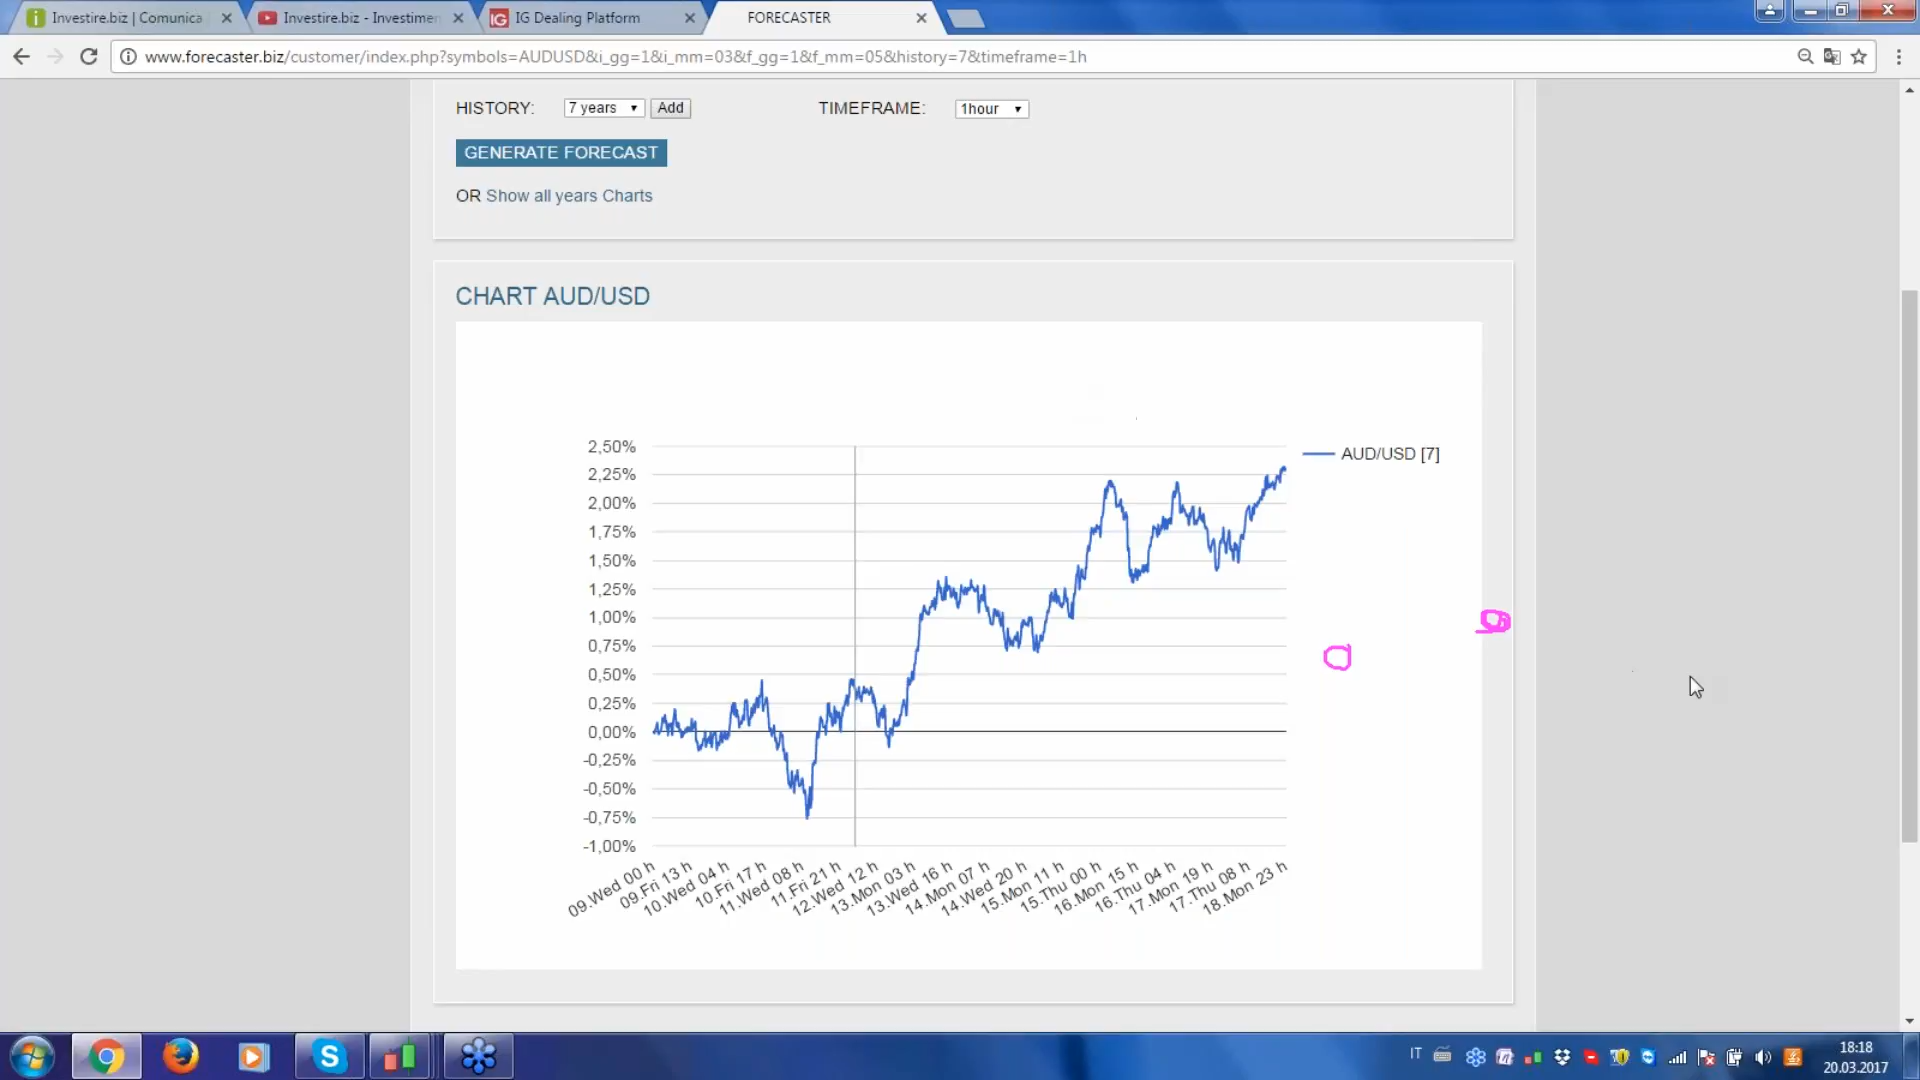 Investire.biz | Comunica
Investire.biz - Investimen
IG Dealing Platform
FORECASTER
www.forecaster.biz/customer/index.php?symbols=AUDUSD&i_gg=1&i_mm=03&f_gg=1&f_mm=05&history=7&timeframe=1h
HISTORY: 7 years Add TIMEFRAME: 1hour
GENERATE FORECAST
OR Show all years Charts
CHART AUD/USD
AUD/USD [7]
2,50%
2,25%
2,00%
1,75%
1,50%
1,25%
1,00%
0,75%
0,50%
0,25%
0,00%
-0,25%
-0,50%
-0,75%
-1,00%
09.Wed 00 h
09.Fri 13 h
10.Wed 04 h
10.Fri 17 h
11.Wed 08 h
11.Fri 21 h
12.Wed 12 h
13.Mon 03 h
13.Wed 16 h
14.Mon 07 h
14.Wed 20 h
15.Mon 11 h
15.Thu 00 h
16.Mon 15 h
16.Thu 04 h
17.Mon 19 h
17.Thu 08 h
18.Mon 23 h
IT
18:18
20.03.2017